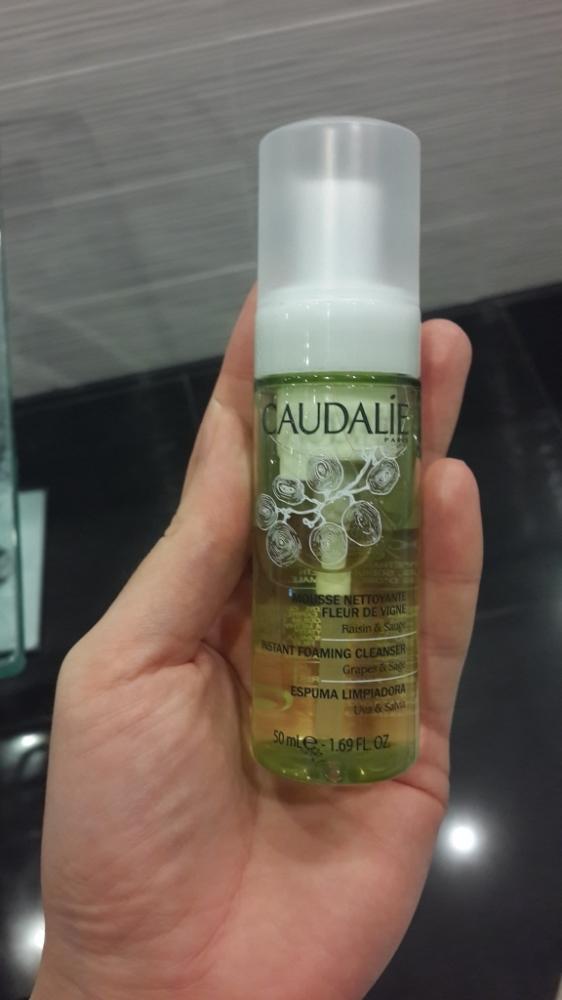 CAUDALÍE
PARIS
MOUSSE NETTOYANTE
FLEUR DE VIGNE
Raisin & Sauge
INSTANT FOAMING CLEANSER
Grapes & Sage
ESPUMA LIMPIADORA
Uva & Salvia
50 mL e - 1.69 FL. OZ.